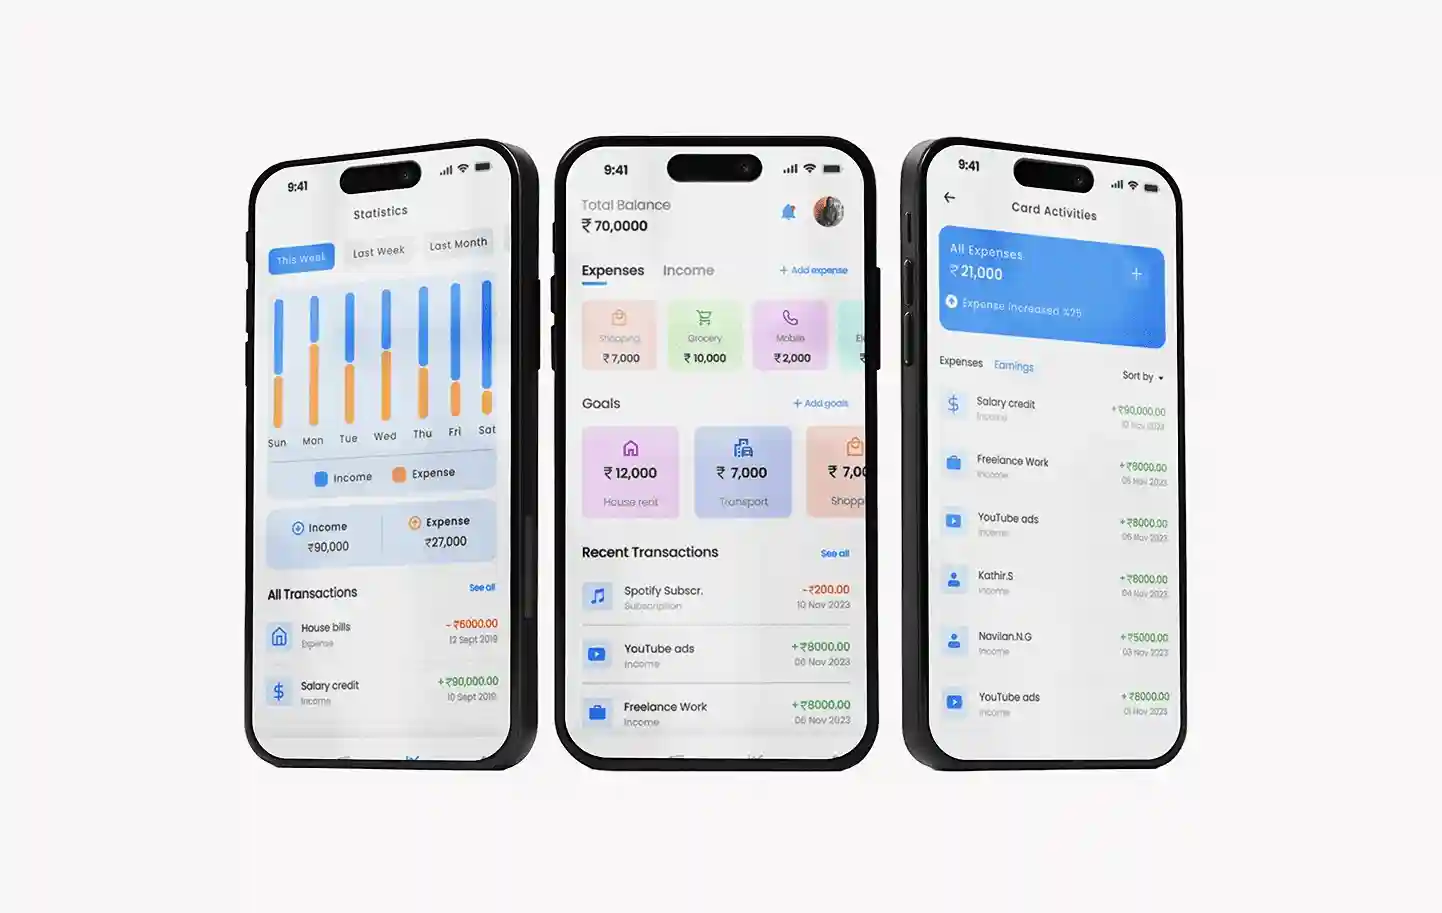 9:41
Statistics
This Week Last Week Last Month
Sun Mon Tue Wed Thu Fri Sat
Income Expense
Income Expense
₹90,000 ₹27,000
All Transactions See all
House bills -₹6000.00
Expense 12 Sept 2019
Salary credit +₹90,000.00
Income 10 Sept 2019
9:41
Total Balance
₹ 70,0000
Expenses Income + Add expense
Shopping Grocery Mobile
₹7,000 ₹ 10,000 ₹2,000
Goals + Add goals
₹12,000 ₹ 7,000
House rent Transport
Recent Transactions See all
Spotify Subscr. -₹200.00
Subscription 10 Nov 2023
YouTube ads +₹8000.00
Income 06 Nov 2023
Freelance Work +₹8000.00
Income 06 Nov 2023
9:41
Card Activities
All Expenses
₹21,000 +
Expense increased %25
Expenses Earnings
Sort by
Salary credit +₹90,000.00
Income 10 Nov 2023
Freelance Work +₹8000.00
Income 06 Nov 2023
YouTube ads +₹8000.00
Income 06 Nov 2023
Kathir.S +₹8000.00
Income 04 Nov 2023
Navilan.N.G +₹5000.00
Income 03 Nov 2023
YouTube ads +₹8000.00
Income 01 Nov 2023